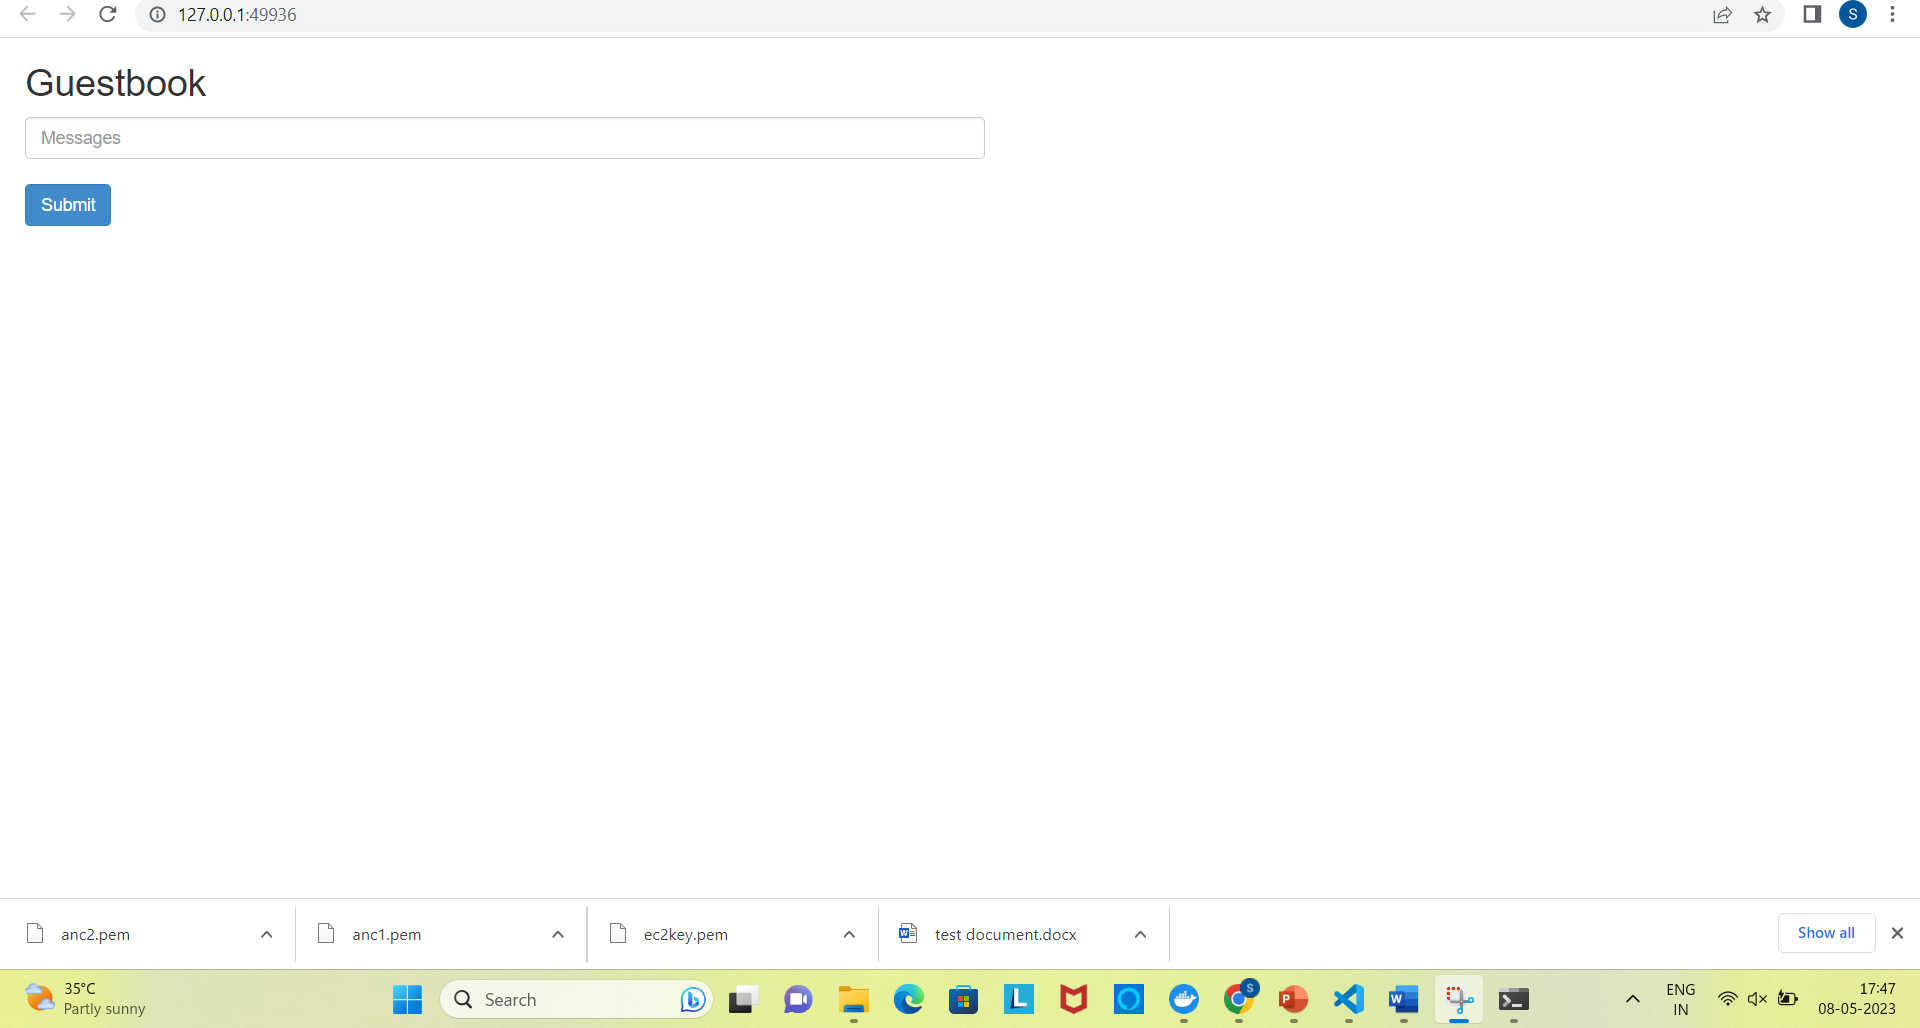 127.0.0.1:49936
S
Guestbook
Messages
Submit
anc2.pem
anc1.pem
ec2key.pem
test document.docx
Show all
35°C
Partly sunny
Search
S
ENG
IN
17:47
08-05-2023